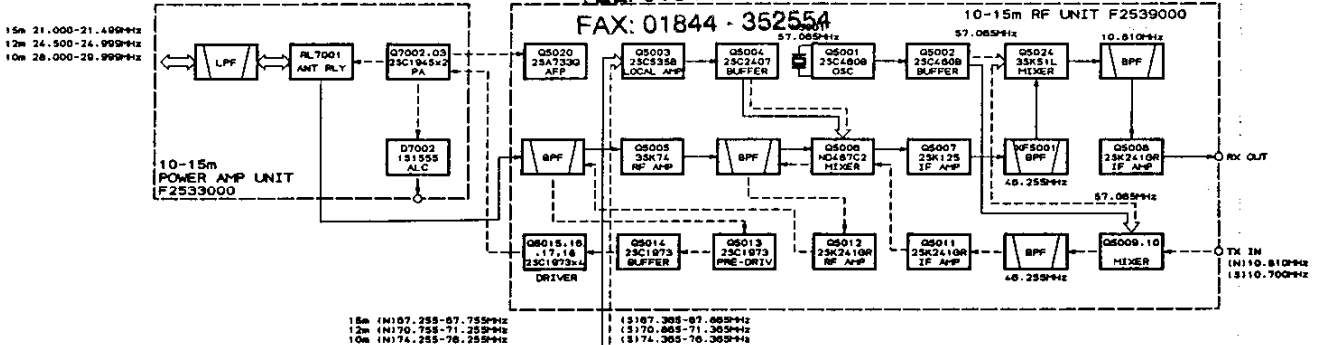 FAX: 01844 - 352554
10-15m RF UNIT F2539000
15m 21.000-21.499MHz
12m 24.500-24.999MHz
10m 28.000-29.999MHz
LPF
RL7001
ANT RLY
Q7002.03
2SC1945x2
PA
D7002
1S1555
ALC
10-15m
POWER AMP UNIT
F2533000
Q5020
2SA733Q
AFP
Q5003
2SC535B
LOCAL AMP
Q5004
2SC2407
BUFFER
57.065MHz
Q5001
2SC460B
OSC
Q5002
2SC460B
BUFFER
57.065MHz
Q5024
3SK51L
MIXER
10.810MHz
BPF
BPF
Q5005
3SK74
RF AMP
BPF
Q5006
ND487C2
MIXER
Q5007
2SK125
IF AMP
XF5001
BPF
46.255MHz
Q5008
2SK241GR
IF AMP
RX OUT
57.065MHz
Q5015.16
.17.18
2SC1973x4
DRIVER
Q5014
2SC1973
BUFFER
Q5013
2SC1973
PRE-DRIV
Q5012
2SK241GR
RF AMP
Q5011
2SK241GR
IF AMP
BPF
46.255MHz
Q5009.10
MIXER
TX IN
(N)10.810MHz
(S)10.700MHz
15m (N)67.255-67.755MHz
12m (N)70.755-71.255MHz
10m (N)74.255-76.255MHz
(S)67.365-67.865MHz
(S)70.865-71.365MHz
(S)74.365-76.365MHz